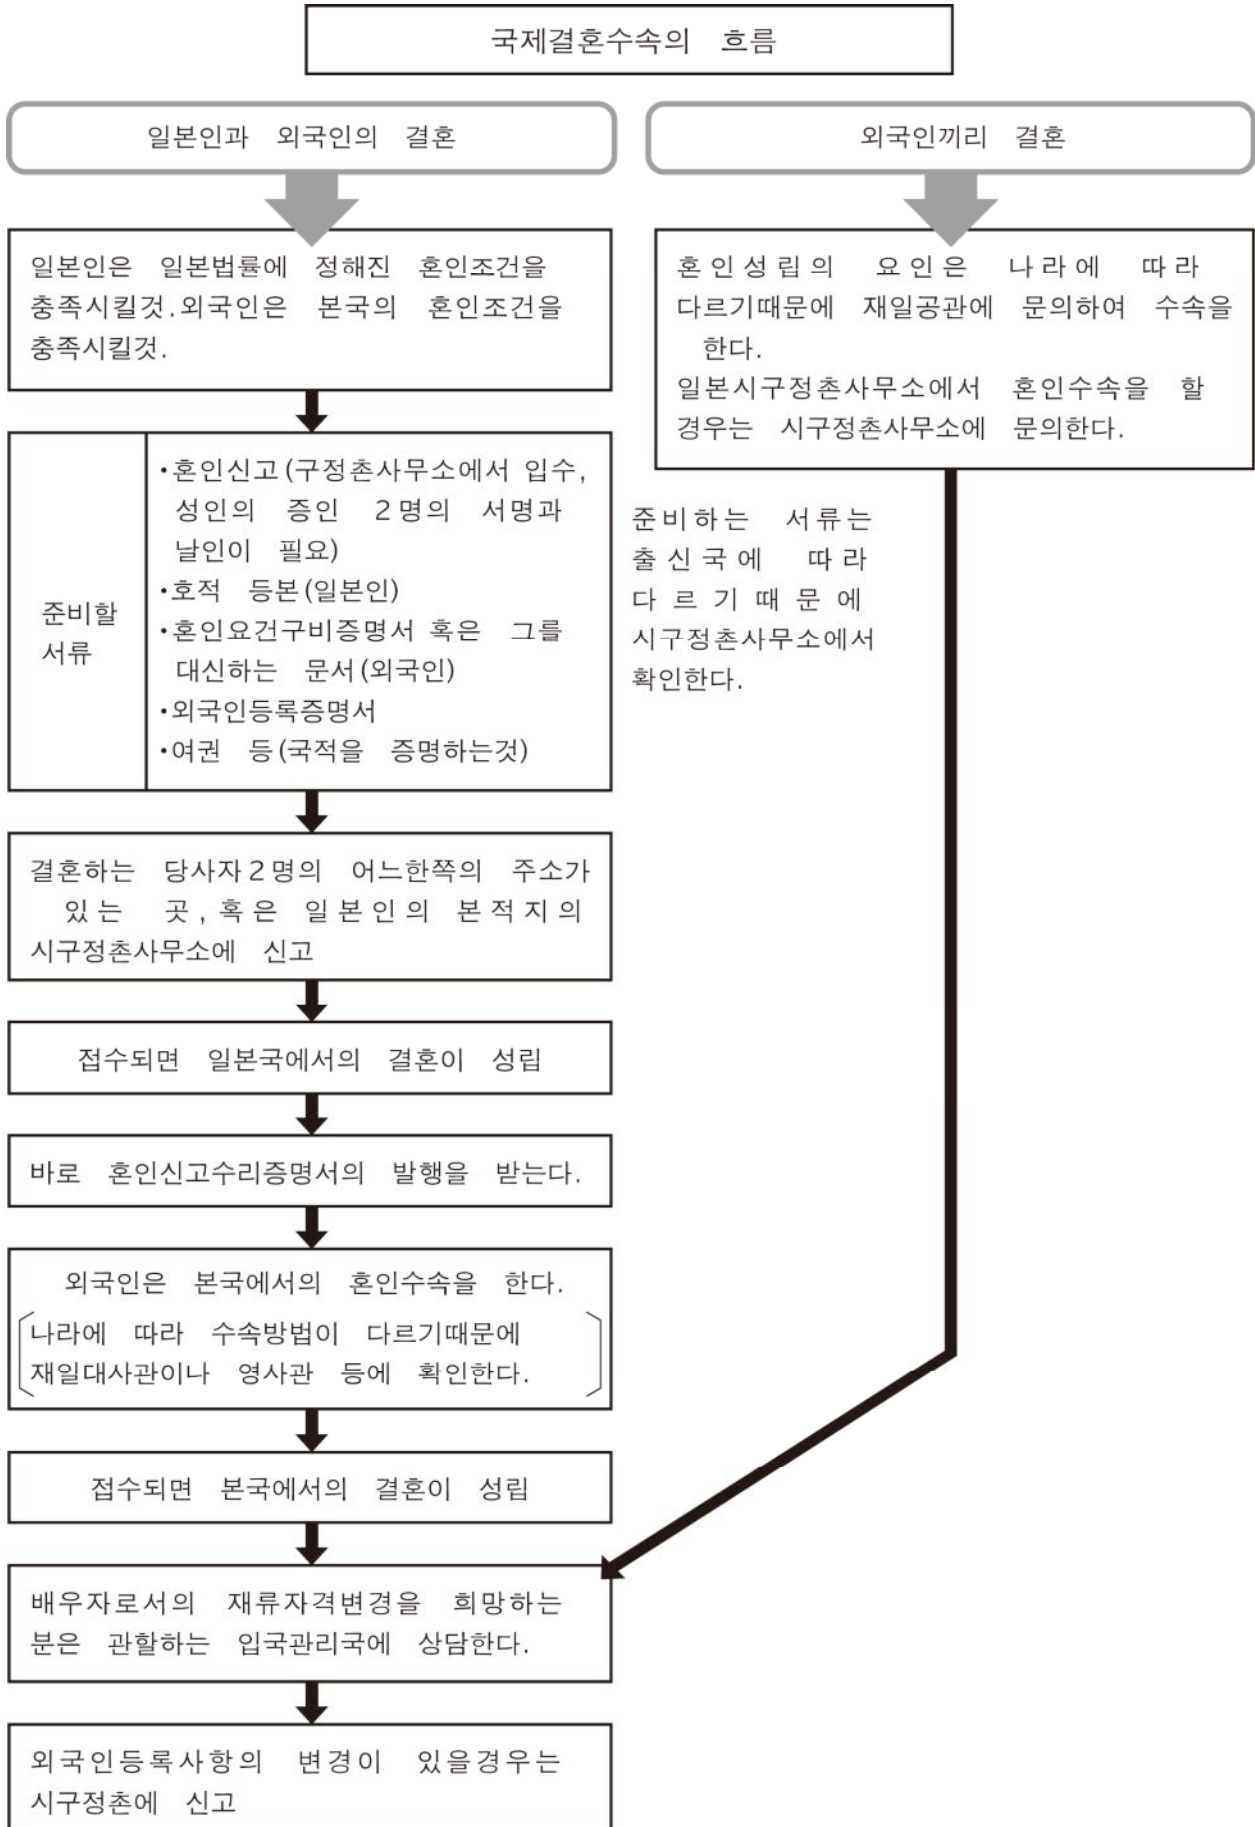 국제결혼수속의 흐름
일본인과 외국인의 결혼
일본인은 일본법률에 정해진 혼인조건을
충족시킬것.외국인은 본국의 혼인조건을
충족시킬것.
준비할
서류
•혼인신고(구정촌사무소에서 입수,
성인의 증인 2명의 서명과
날인이 필요)
•호적 등본(일본인)
•혼인요건구비증명서 혹은 그를
대신하는 문서(외국인)
•외국인등록증명서
•여권 등(국적을 증명하는것)
결혼하는 당사자2명의 어느한쪽의 주소가
있는 곳,혹은 일본인의 본적지의
시구정촌사무소에 신고
접수되면 일본국에서의 결혼이 성립
바로 혼인신고수리증명서의 발행을 받는다.
외국인은 본국에서의 혼인수속을 한다.
나라에 따라 수속방법이 다르기때문에
재일대사관이나 영사관 등에 확인한다.
접수되면 본국에서의 결혼이 성립
배우자로서의 재류자격변경을 희망하는
분은 관할하는 입국관리국에 상담한다.
외국인등록사항의 변경이 있을경우는
시구정촌에 신고
외국인끼리 결혼
혼인성립의 요인은 나라에 따라
다르기때문에 재일공관에 문의하여 수속을
한다.
일본시구정촌사무소에서 혼인수속을 할
경우는 시구정촌사무소에 문의한다.
준비하는 서류는
출신국에 따라
다르기때문에
시구정촌사무소에서
확인한다.